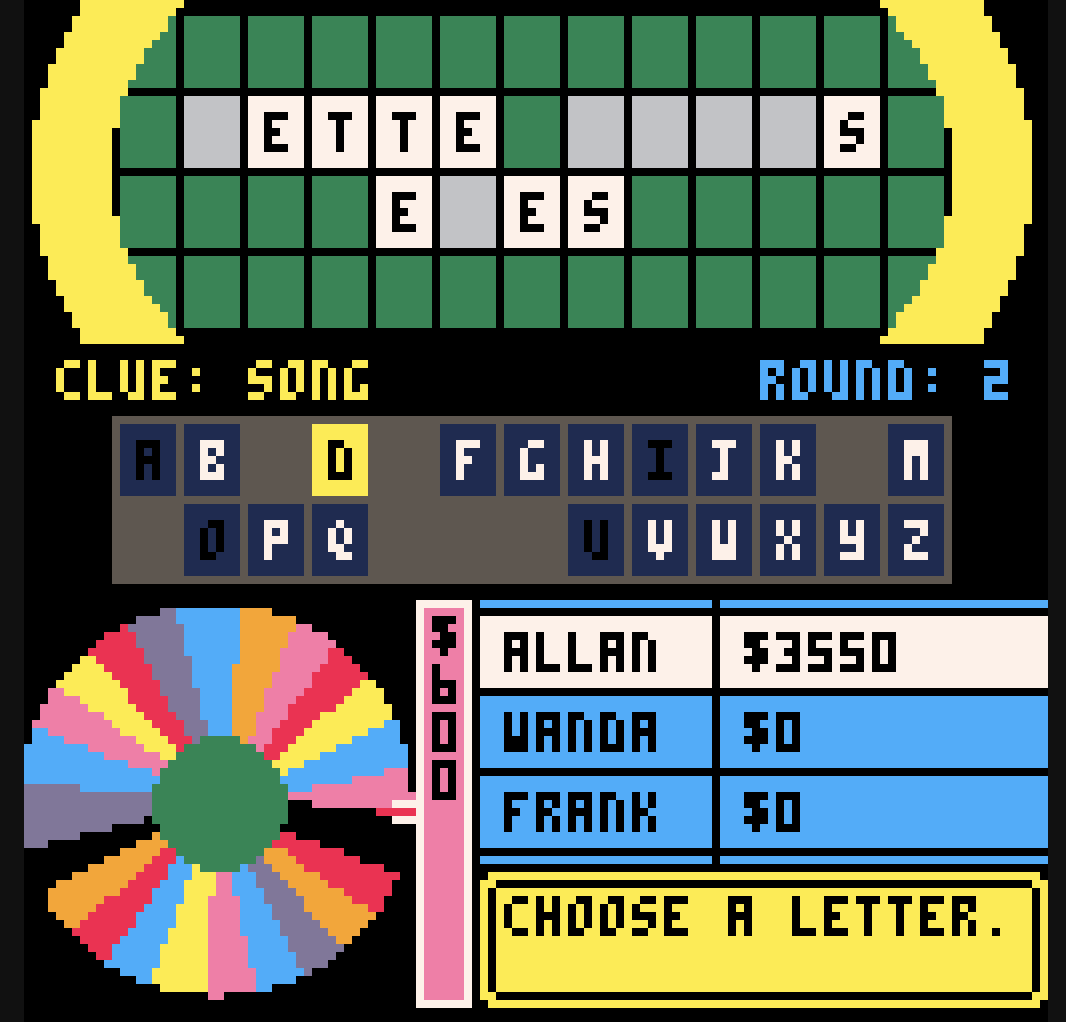 ETTE S
E ES
CLUE: SONG ROUND: 2
A B D F G H I J K M
O P Q U V W X Y Z
$600
ALLAN $3550
WANDA $0
FRANK $0
CHOOSE A LETTER.